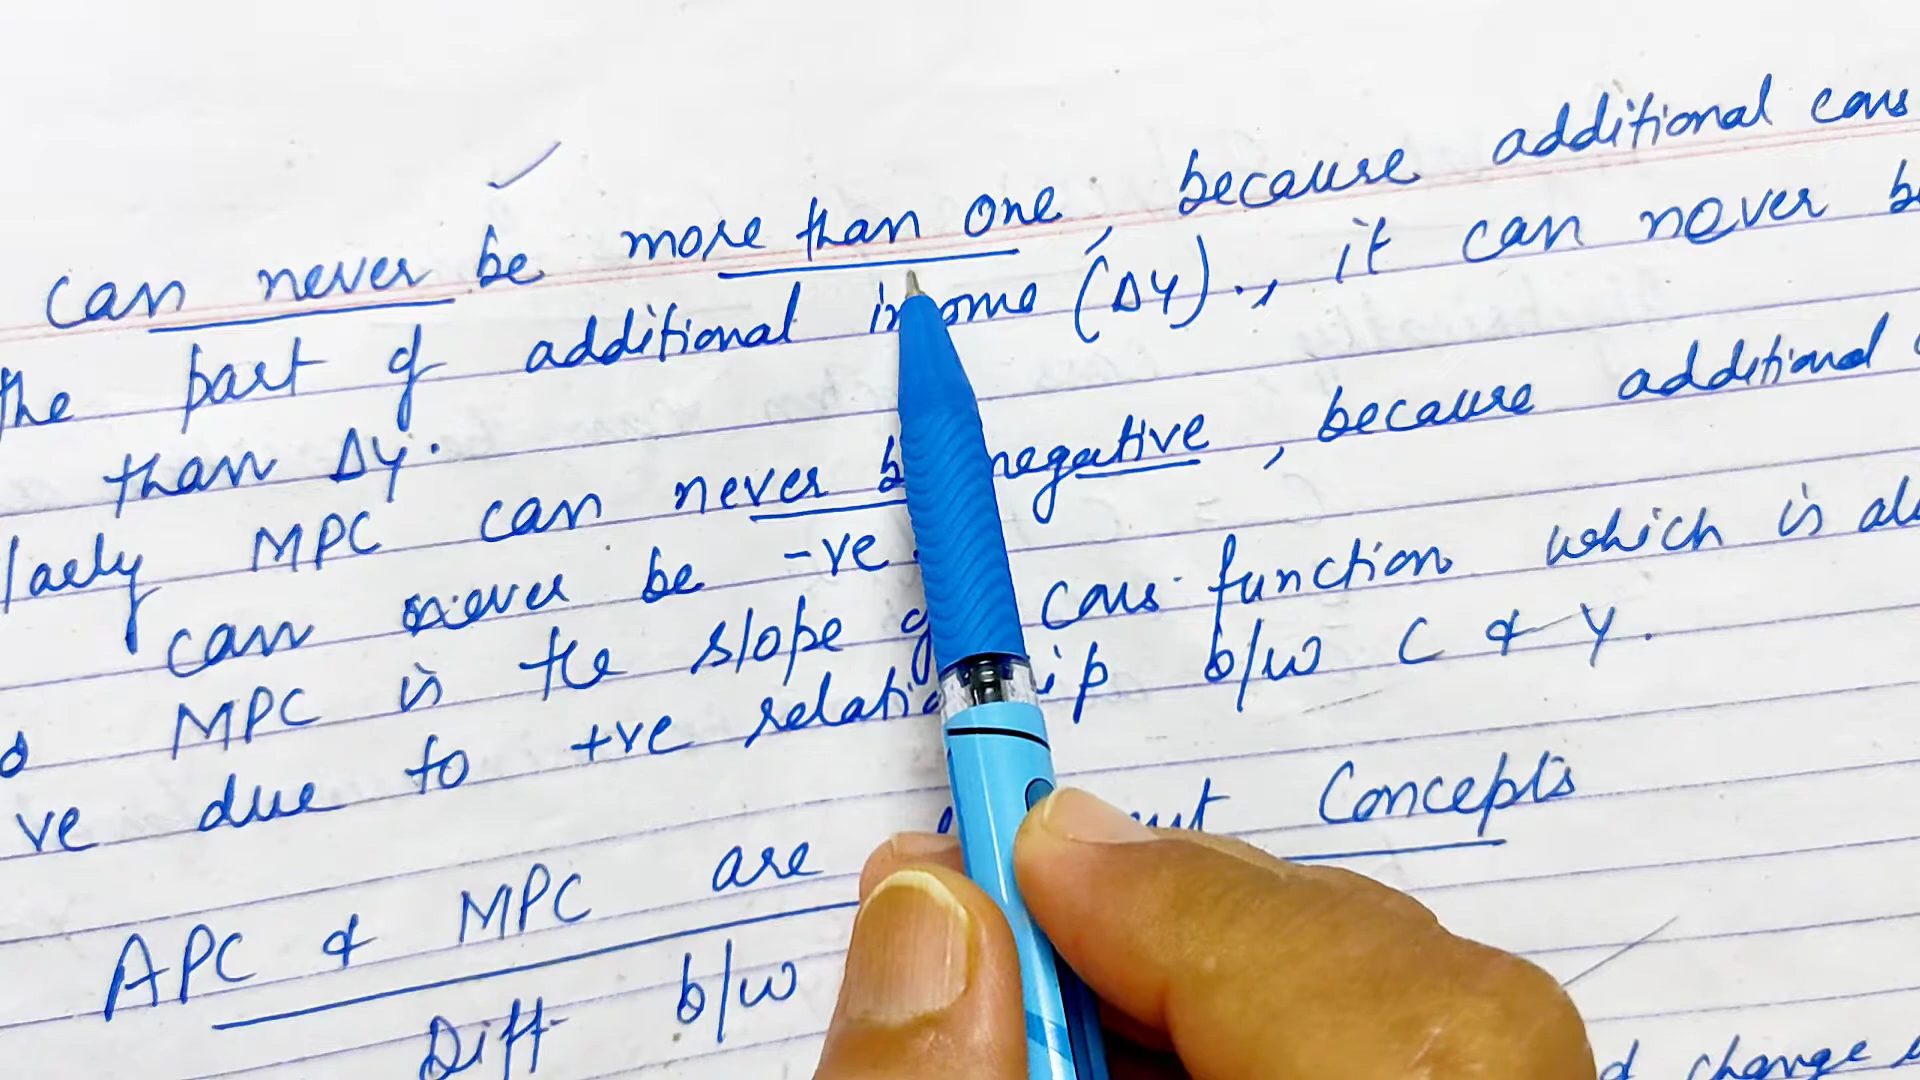 can never be more than one, because additional cons
the part of additional income (ΔY)., it can never be
than ΔY.
larly MPC can never be negative, because additional
can never be -ve.
MPC is the slope of cons. function which is al
ve due to +ve relationship b/w C & Y.
APC & MPC are Concepts
Diff b/w
d change